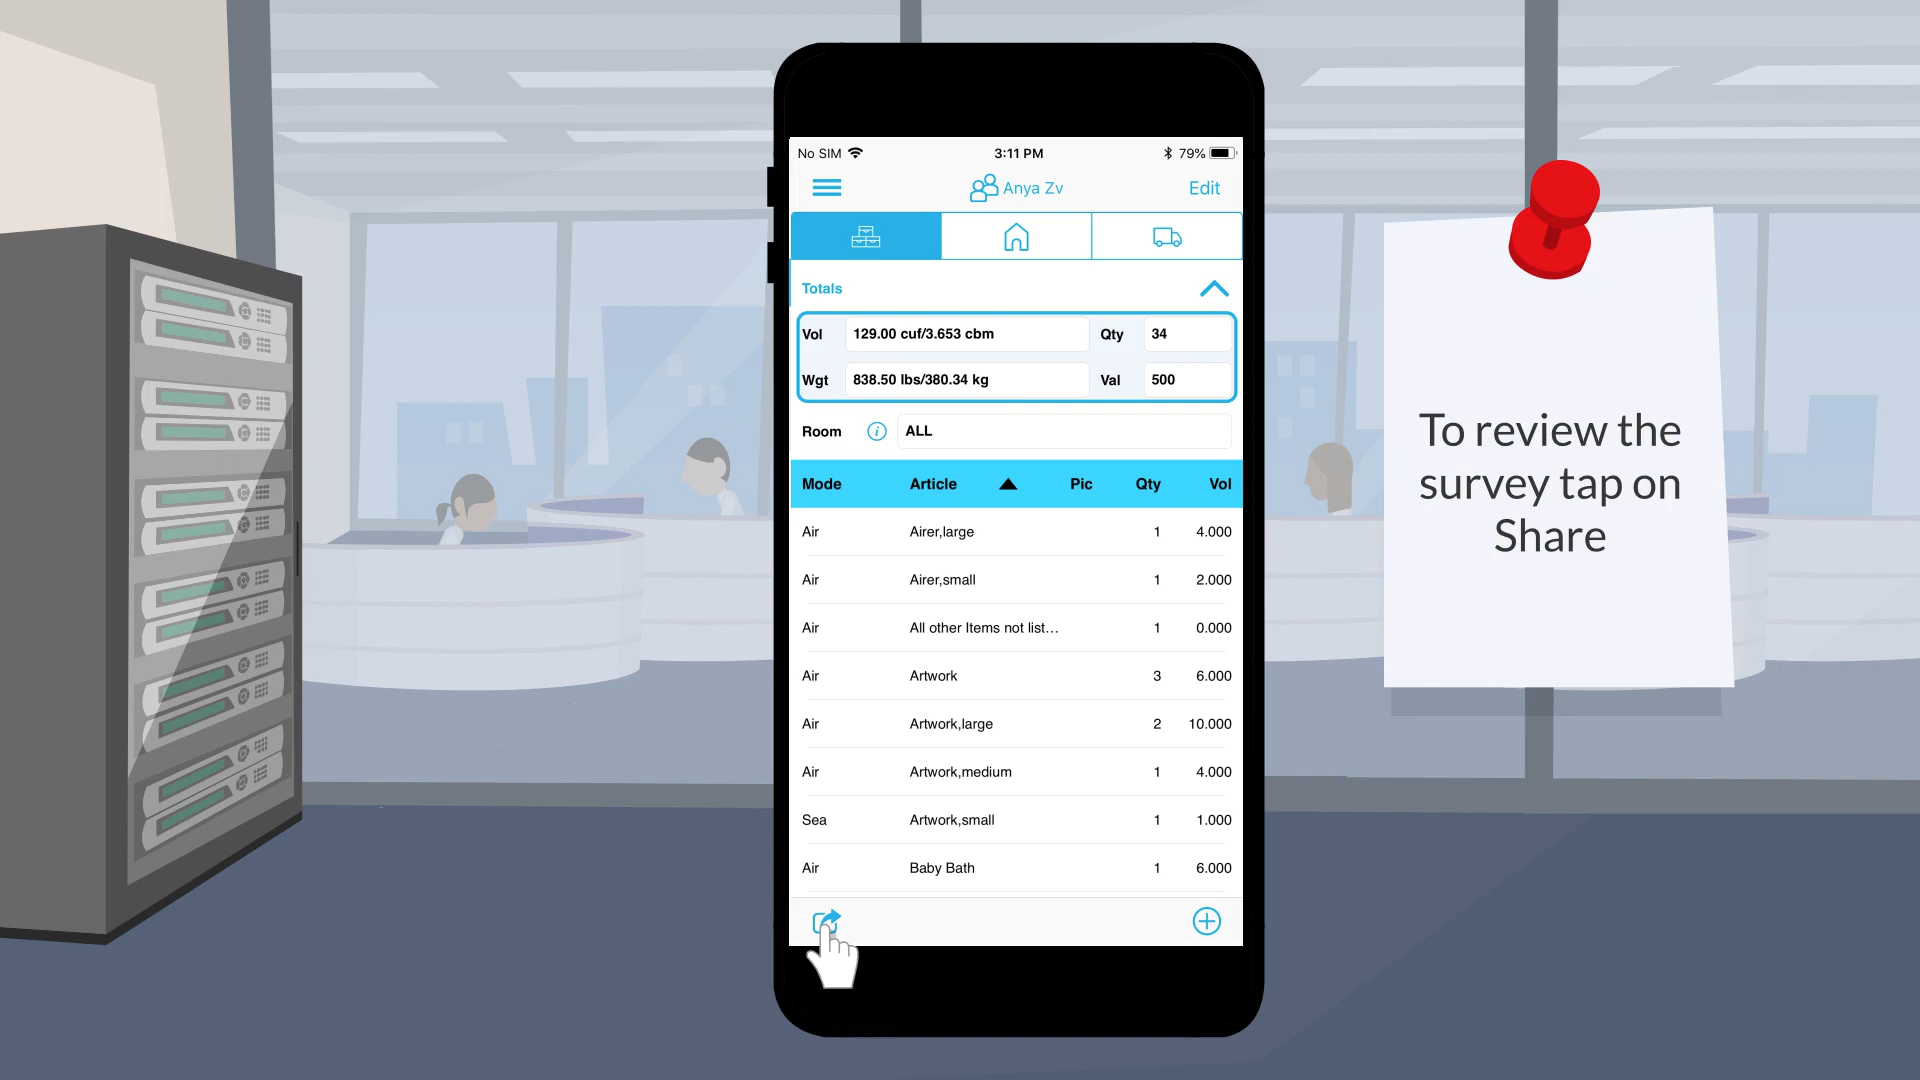 No SIM 3:11 PM 79%
Anya Zv Edit
Totals
Vol 129.00 cuf/3.653 cbm Qty 34
Wgt 838.50 lbs/380.34 kg Val 500
Room i ALL
Mode Article Pic Qty Vol
Air Airer,large 1 4.000
Air Airer,small 1 2.000
Air All other Items not list… 1 0.000
Air Artwork 3 6.000
Air Artwork,large 2 10.000
Air Artwork,medium 1 4.000
Sea Artwork,small 1 1.000
Air Baby Bath 1 6.000
To review the
survey tap on
Share